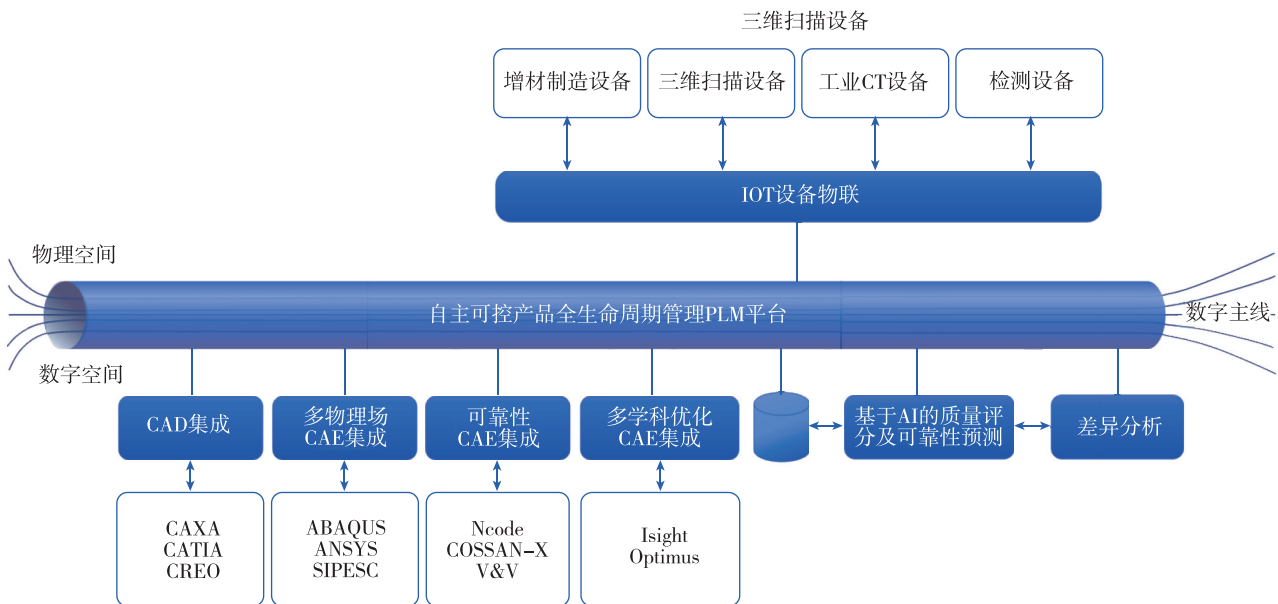 三维扫描设备
增材制造设备
三维扫描设备
工业CT设备
检测设备
IOT设备物联
物理空间
自主可控产品全生命周期管理PLM平台
数字主线
数字空间
CAD集成
多物理场
CAE集成
可靠性
CAE集成
多学科优化
CAE集成
基于AI的质量评
分及可靠性预测
差异分析
CAXA
CATIA
CREO
ABAQUS
ANSYS
SIPESC
Ncode
COSSAN-X
V&V
Isight
Optimus